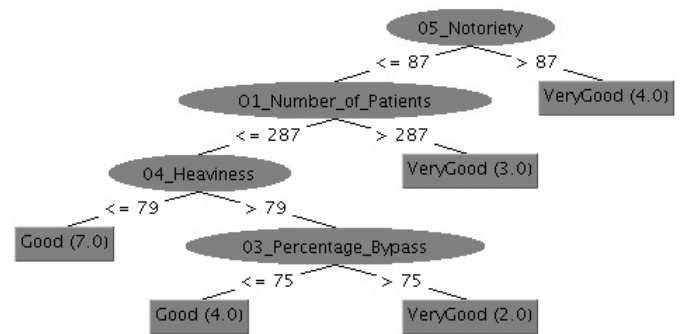 05_Notoriety
<= 87
> 87
01_Number_of_Patients
VeryGood (4.0)
<= 287
> 287
04_Heaviness
VeryGood (3.0)
<= 79
> 79
Good (7.0)
03_Percentage_Bypass
<= 75
> 75
Good (4.0)
VeryGood (2.0)